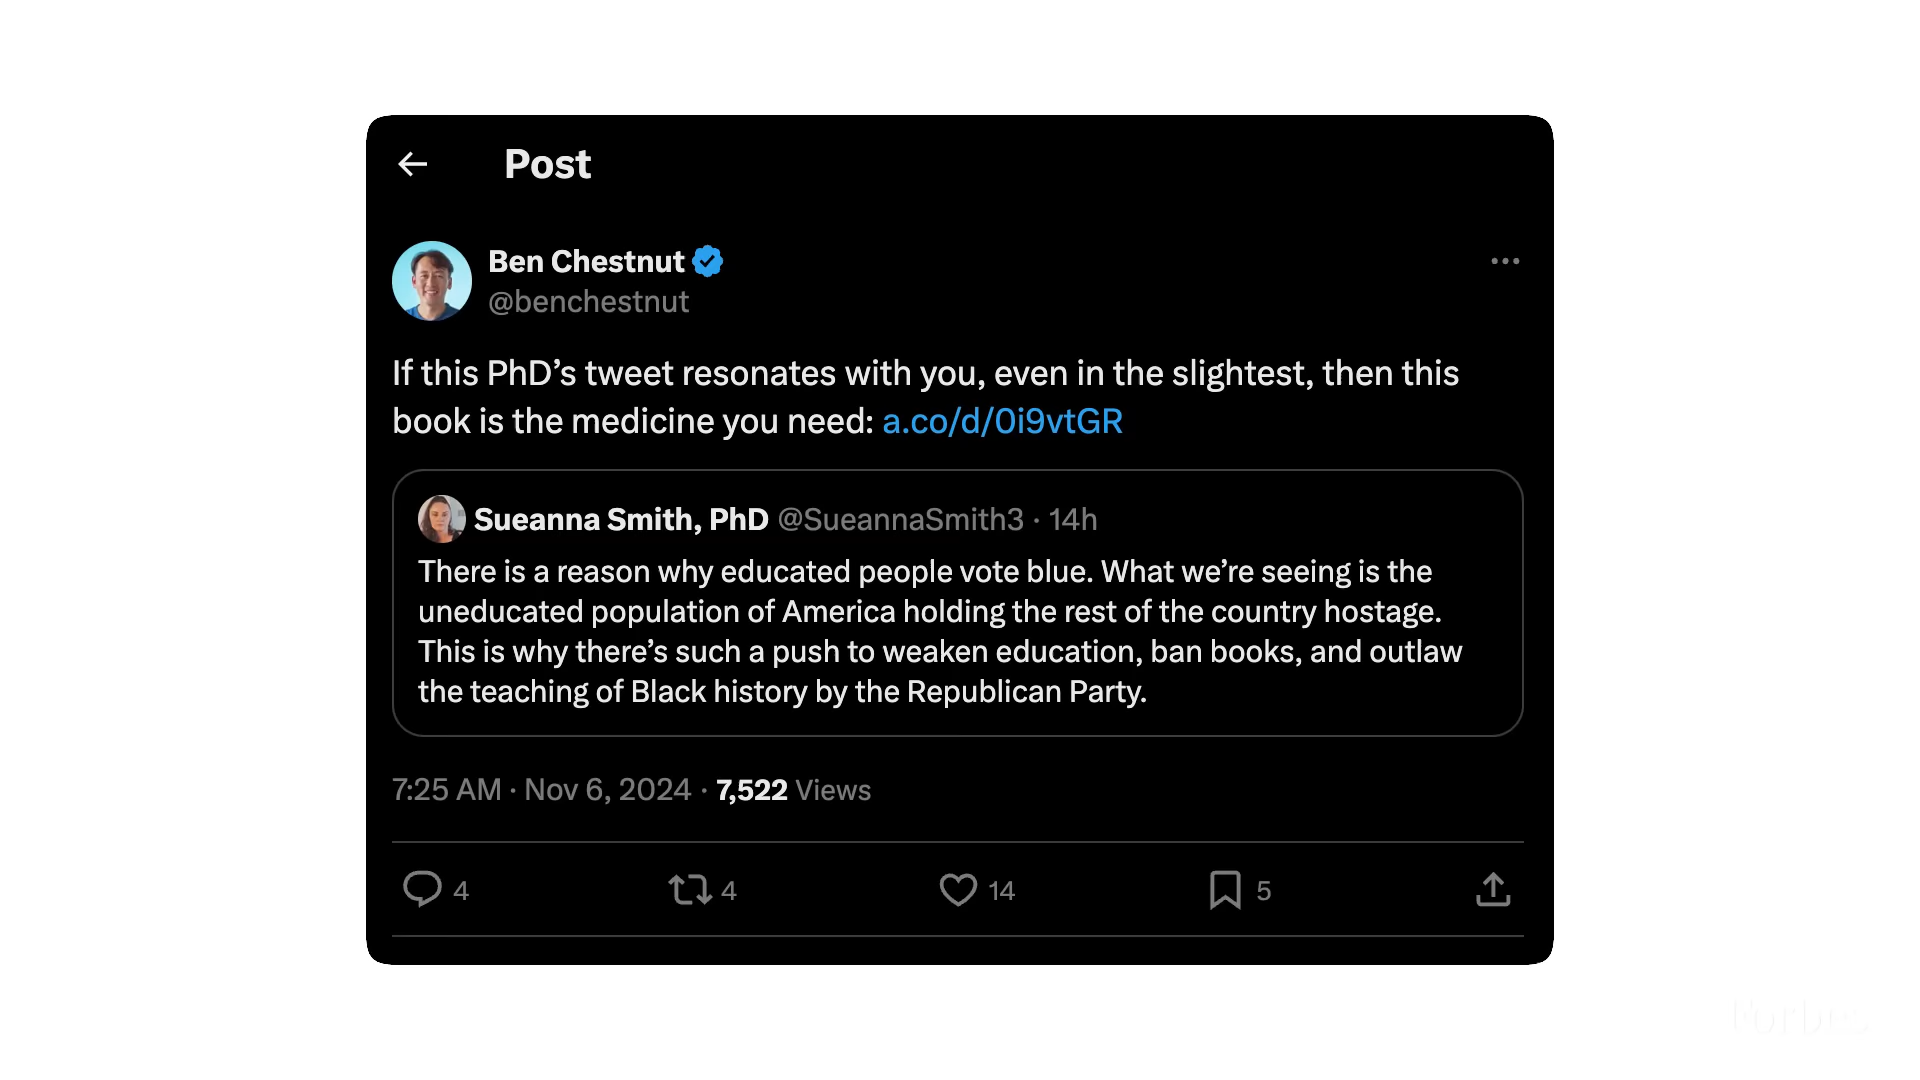 Post
Ben Chestnut
@benchestnut
If this PhD’s tweet resonates with you, even in the slightest, then this
book is the medicine you need: a.co/d/0i9vtGR
Sueanna Smith, PhD @SueannaSmith3 · 14h
There is a reason why educated people vote blue. What we’re seeing is the
uneducated population of America holding the rest of the country hostage.
This is why there’s such a push to weaken education, ban books, and outlaw
the teaching of Black history by the Republican Party.
7:25 AM · Nov 6, 2024 · 7,522 Views
4 4 14 5
Forbes